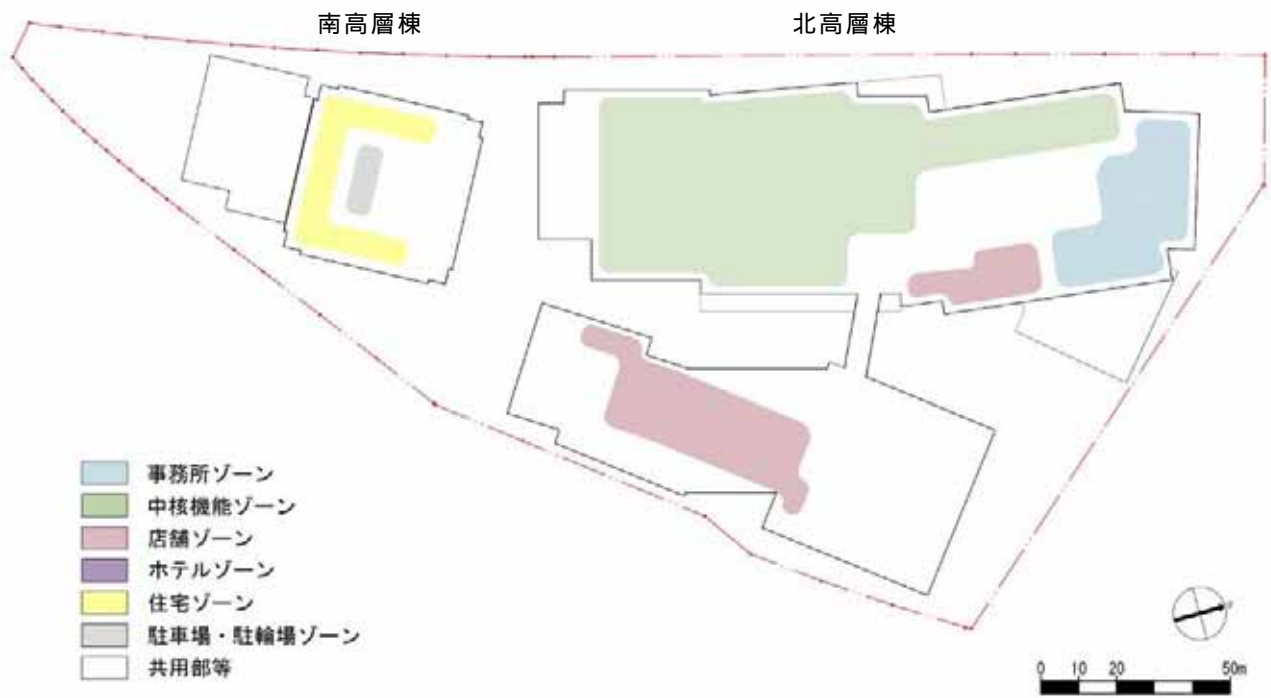 南高層棟
北高層棟
事務所ゾーン
中核機能ゾーン
店舗ゾーン
ホテルゾーン
住宅ゾーン
駐車場・駐輪場ゾーン
共用部等
0 10 20 50m